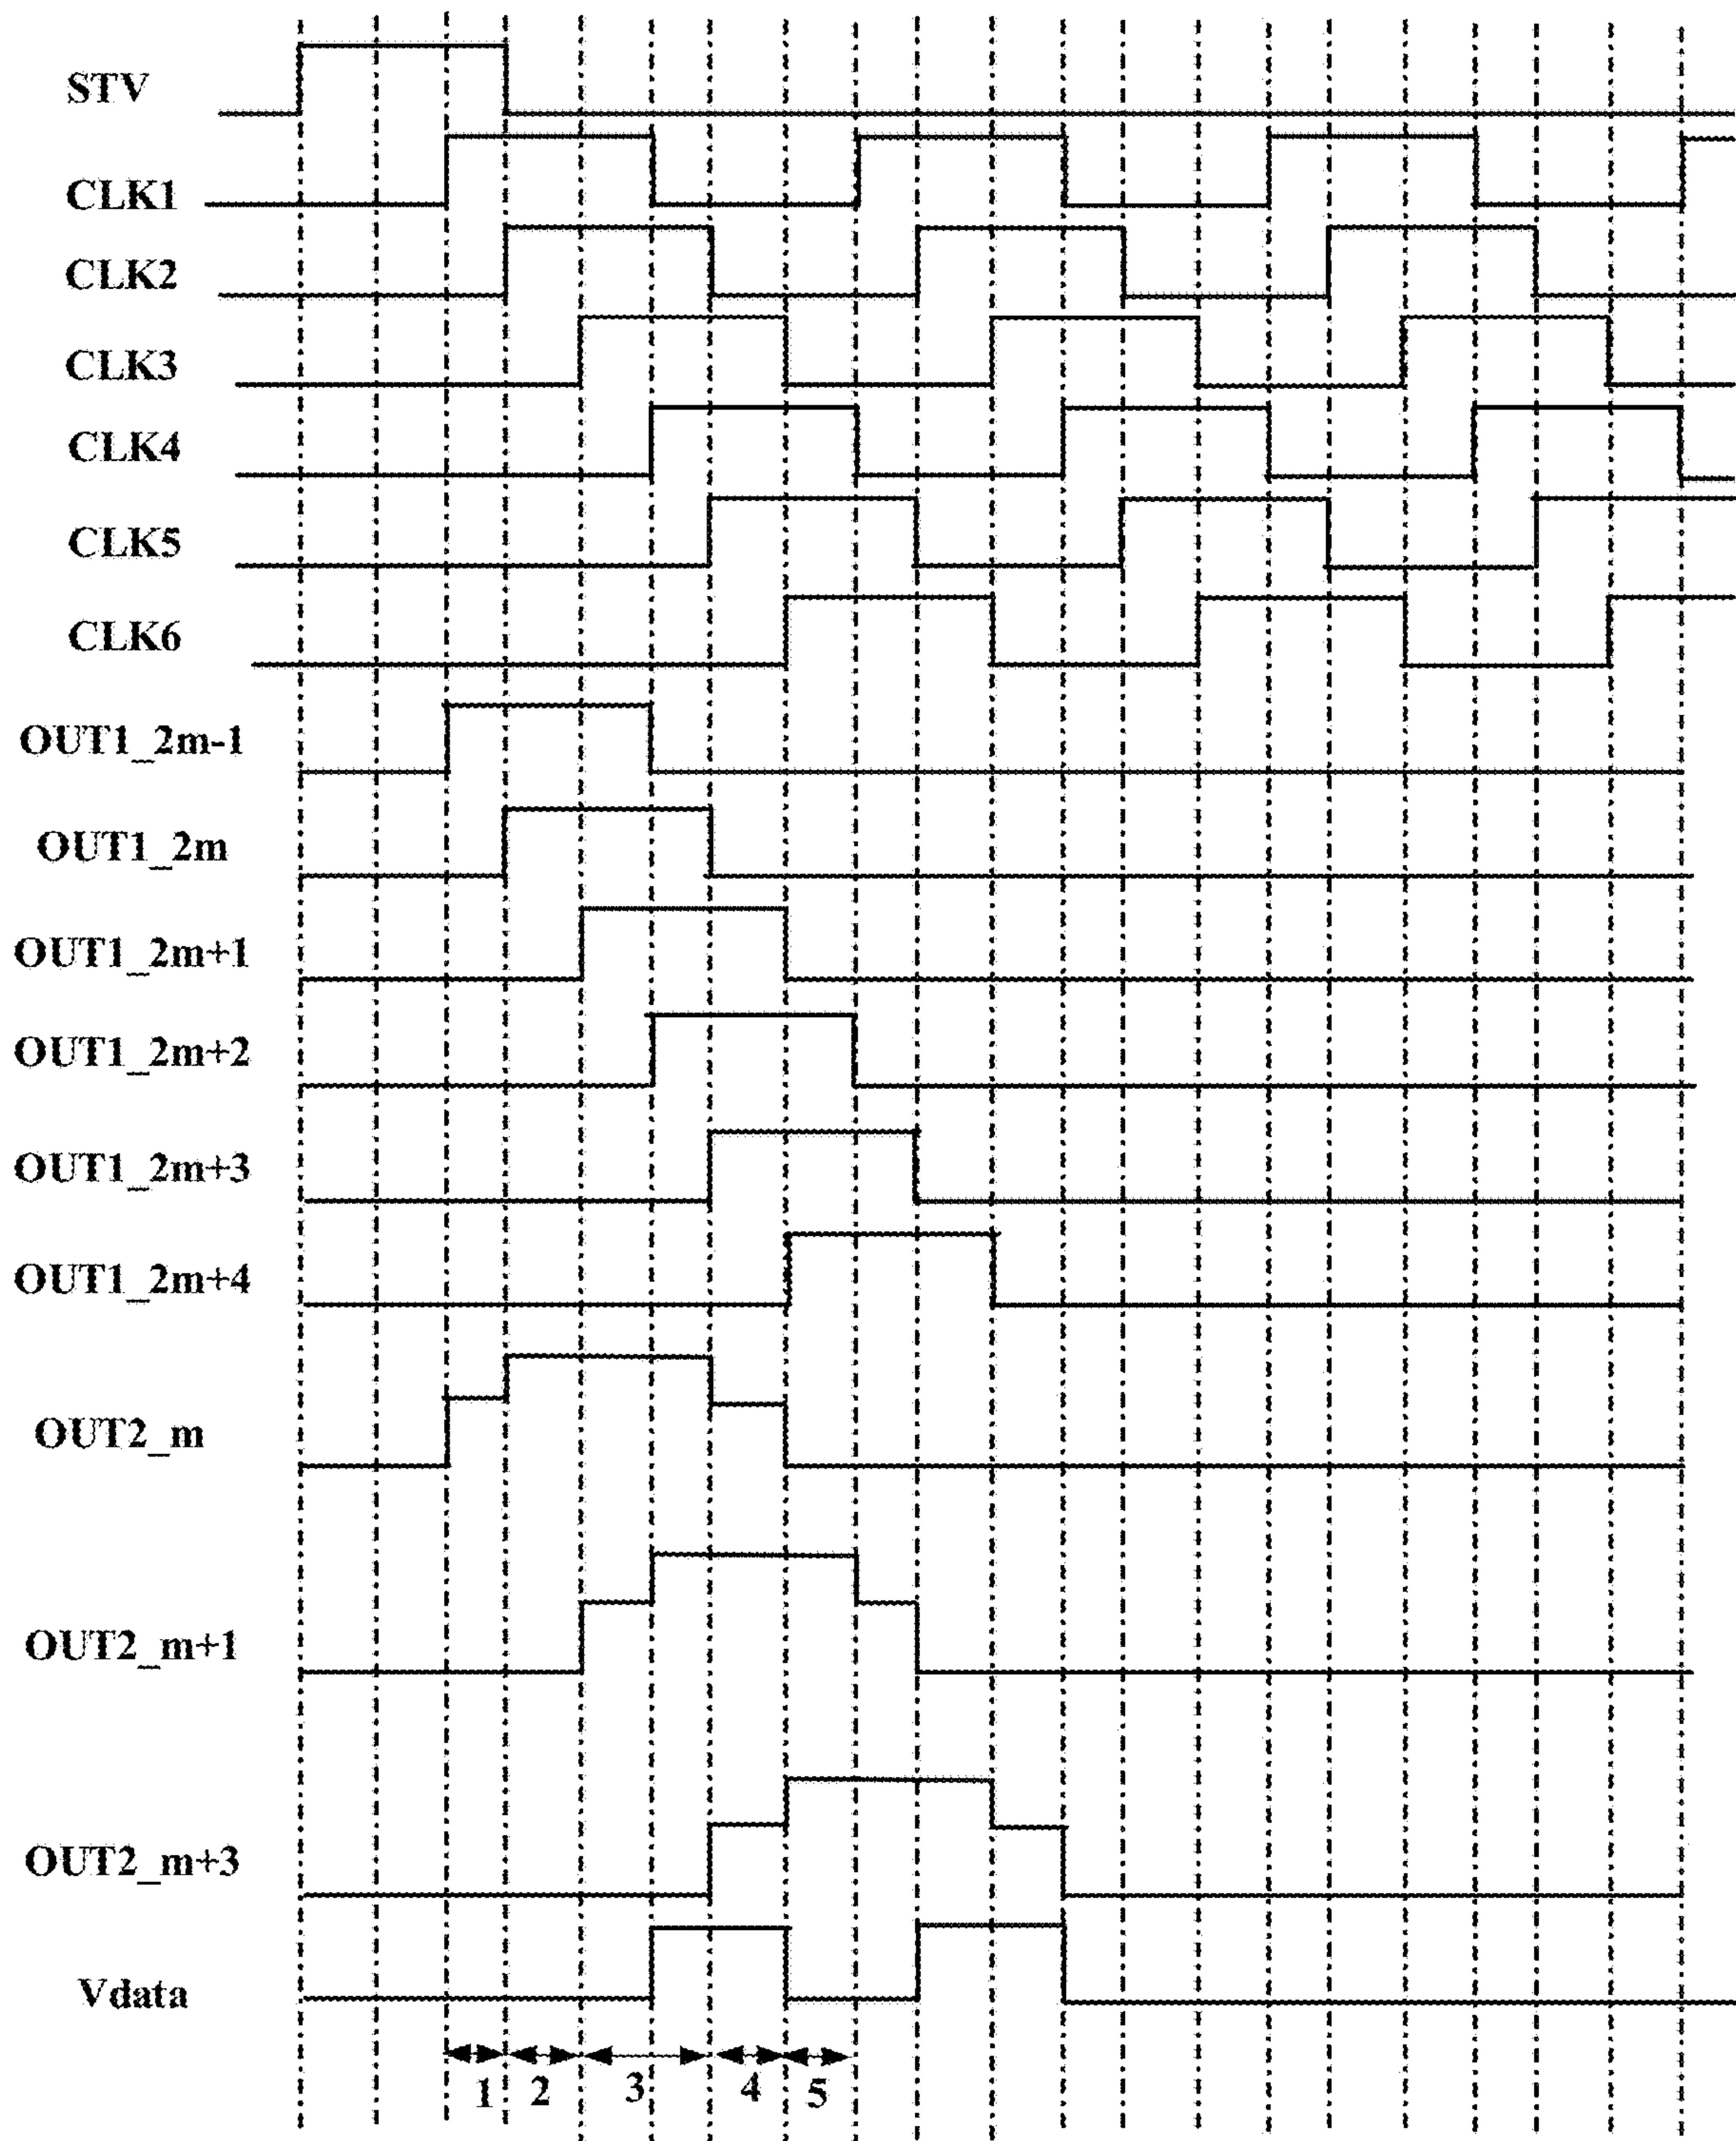 STV
CLK1
CLK2
CLK3
CLK4
CLK5
CLK6
OUT1_2m-1
OUT1_2m
OUT1_2m+1
OUT1_2m+2
OUT1_2m+3
OUT1_2m+4
OUT2_m
OUT2_m+1
OUT2_m+3
Vdata
1 2 3 4 5